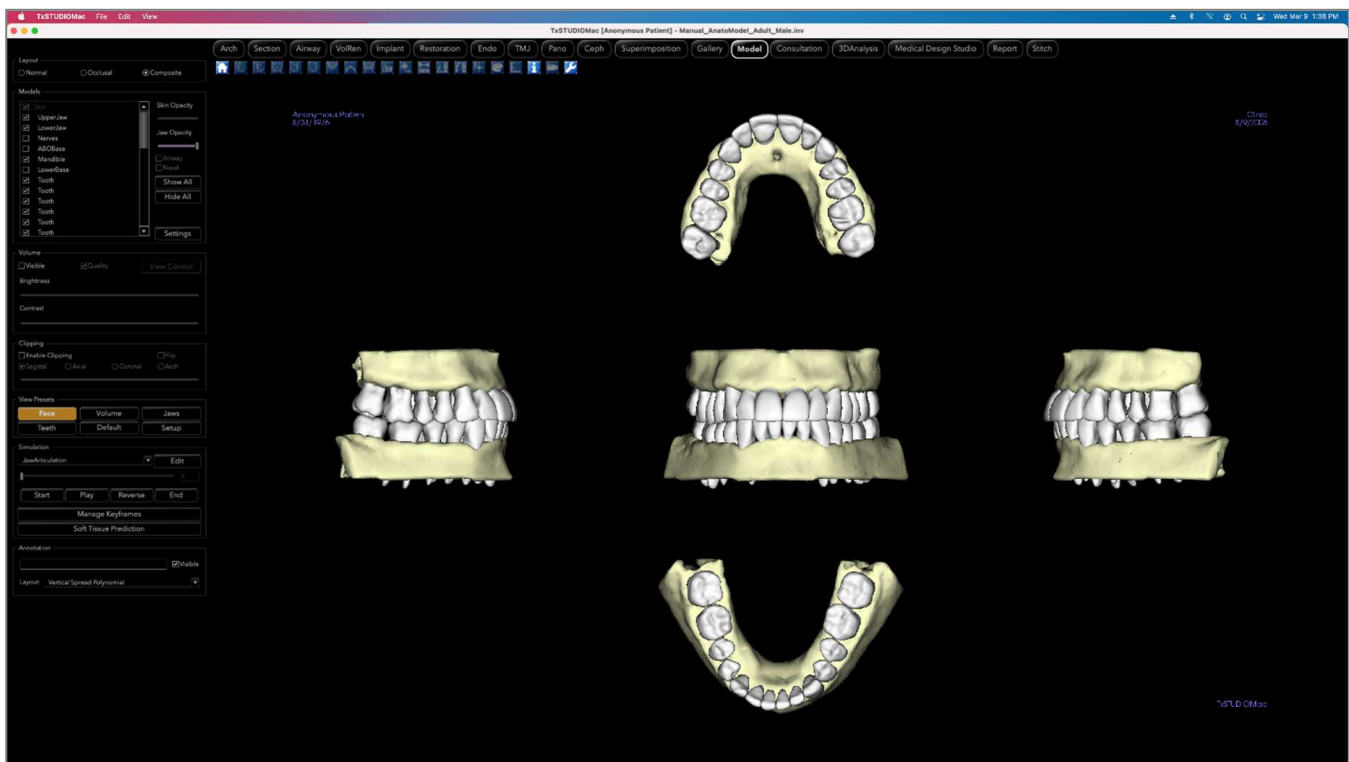 TxSTUDIOMac File Edit View Wed Mar 9 1:38 PM
TxSTUDIOMac [Anonymous Patient] - Manual_AnatoModel_Adult_Male.inv
Arch Section Airway VolRen Implant Restoration Endo TMJ Pano Ceph Superimposition Gallery Model Consultation 3DAnalysis Medical Design Studio Report Stitch
Layout
Normal Occlusal Composite
Models
Skin Skin Opacity
UpperJaw
LowerJaw Jaw Opacity
Nerves
ABOBase
Mandible Airway
LowerBase Nasal
Tooth Show All
Tooth
Tooth Hide All
Tooth
Tooth
Tooth Settings
Volume
Visible Quality View Control
Brightness
Contrast
Clipping
Enable Clipping Flip
Sagittal Axial Coronal Arch
View Presets
Face Volume Jaws
Teeth Default Setup
Simulation
JawArticulation Edit
0
Start Play Reverse End
Manage Keyframes
Soft Tissue Prediction
Annotation
Visible
Layout: Vertical Spread Polynomial
Anonymous Patient
Clinic
TxSTUDIOMac